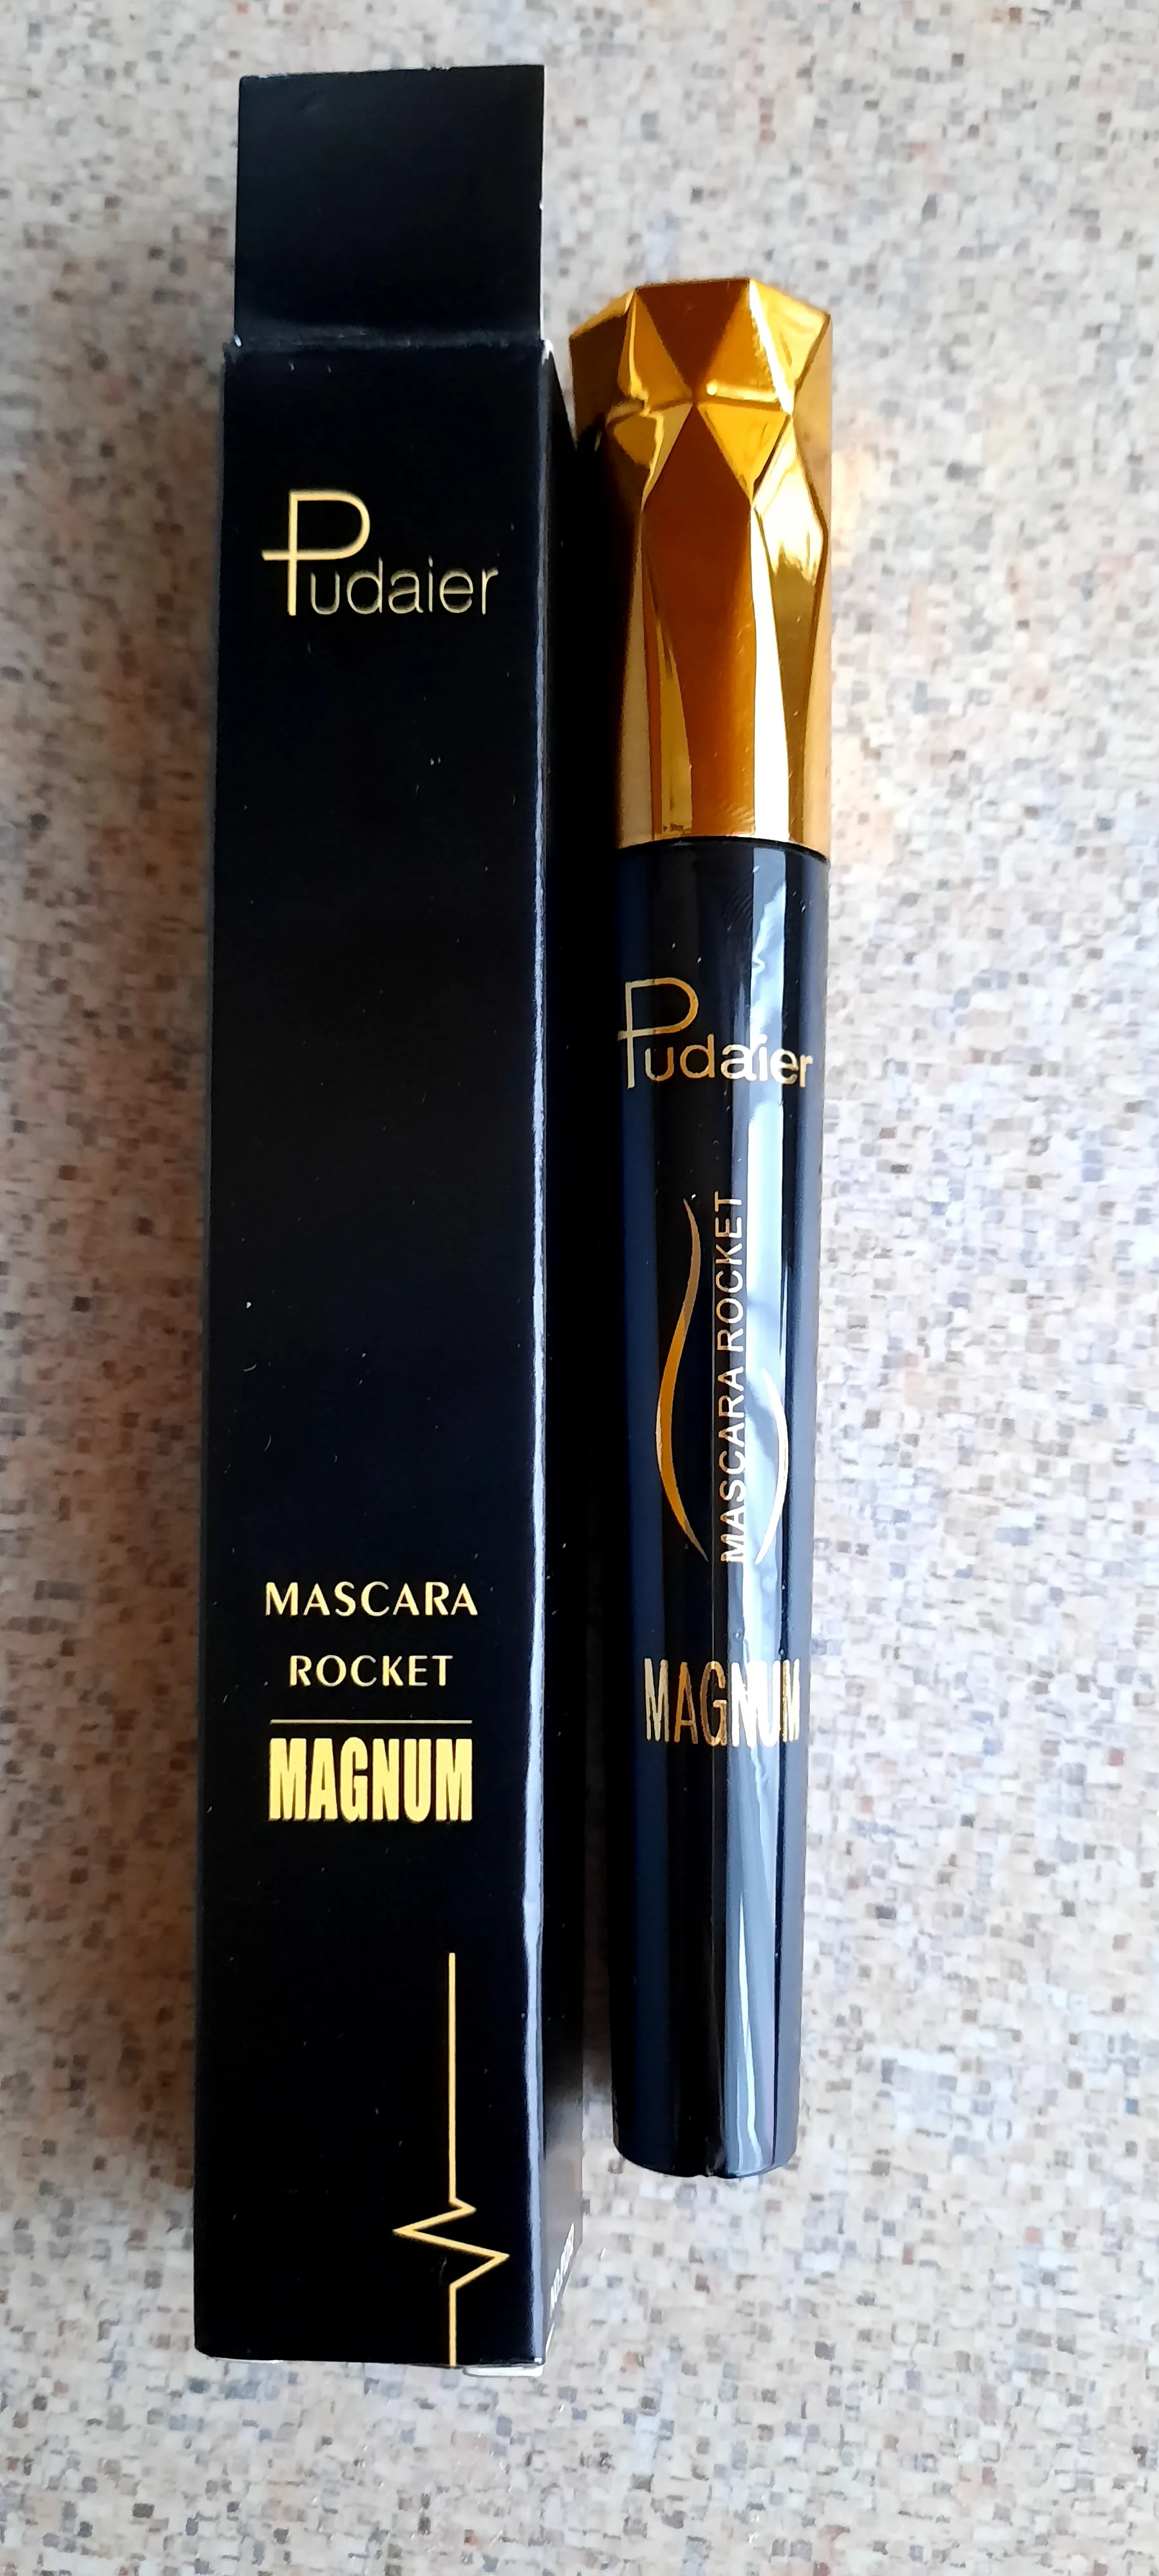 Pudaier
MASCARA
ROCKET
MAGNUM
Pudaier
MASCARA ROCKET
MAGNUM